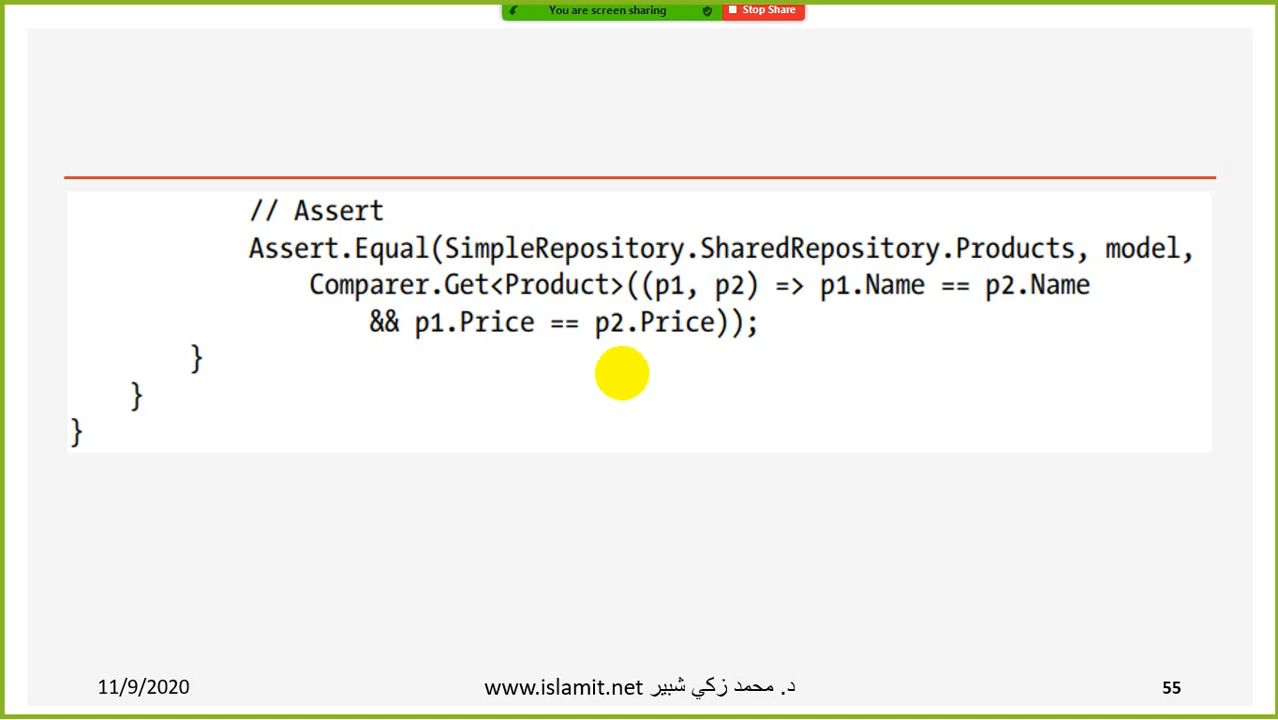 You are screen sharing Stop Share
// Assert
Assert.Equal(SimpleRepository.SharedRepository.Products, model,
Comparer.Get<Product>((p1, p2) => p1.Name == p2.Name
&& p1.Price == p2.Price));
}
}
}
11/9/2020 www.islamit.net د. محمد زكي شبير 55